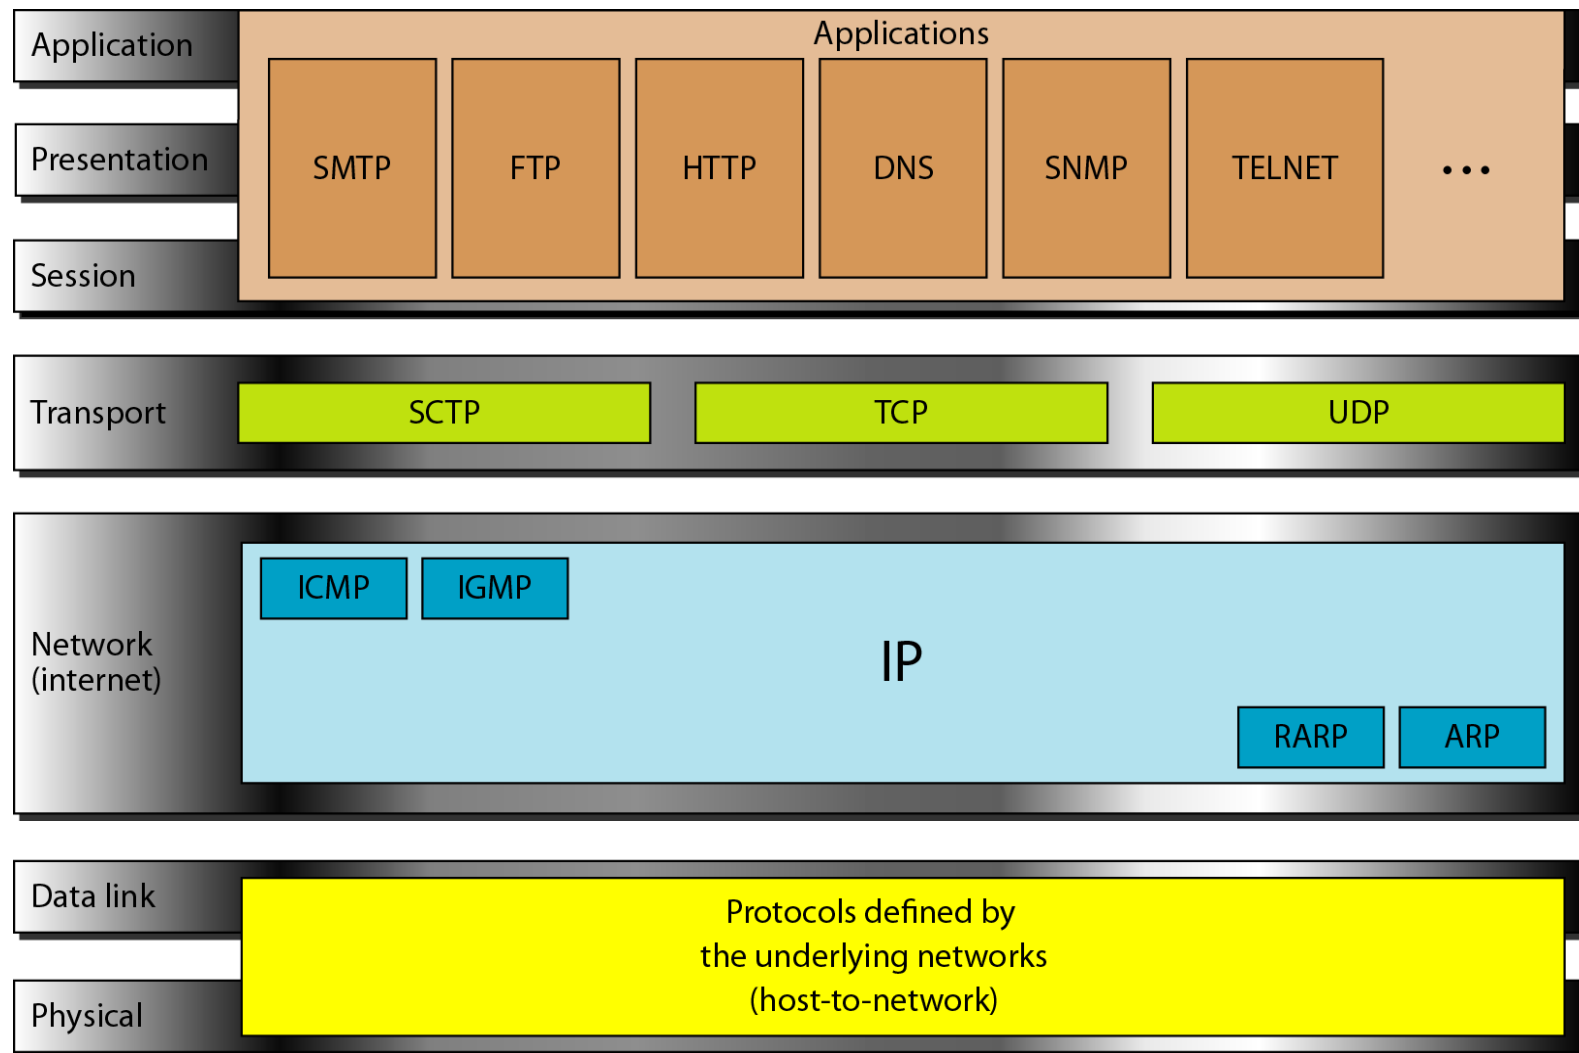 Applications
Application
SMTP FTP HTTP DNS SNMP TELNET ...
Presentation
Session
Transport
SCTP TCP UDP
ICMP IGMP
Network
(internet)
IP
RARP ARP
Data link
Protocols defined by
the underlying networks
(host-to-network)
Physical